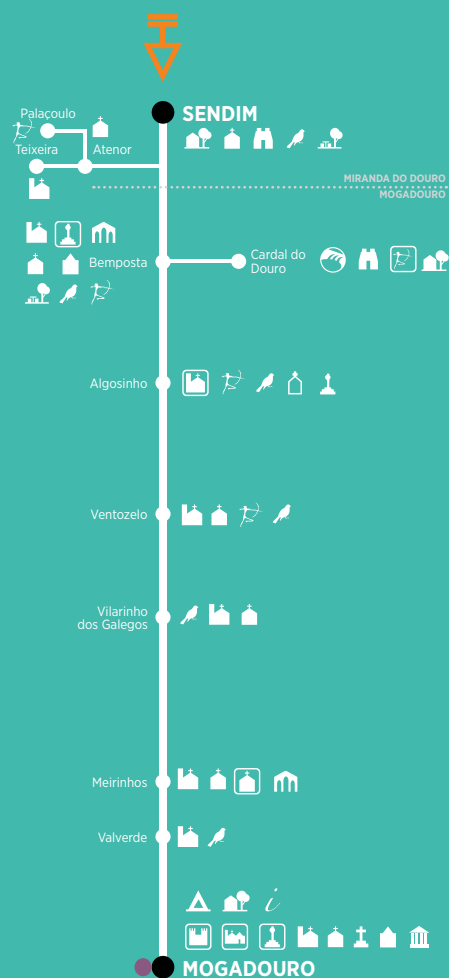 SENDIM
Palaçoulo
Teixeira
Atenor
MIRANDA DO DOURO
MOGADOURO
Bemposta
Cardal do
Douro
Algosinho
Ventozelo
Vilarinho
dos Galegos
Meirinhos
Valverde
i
MOGADOURO